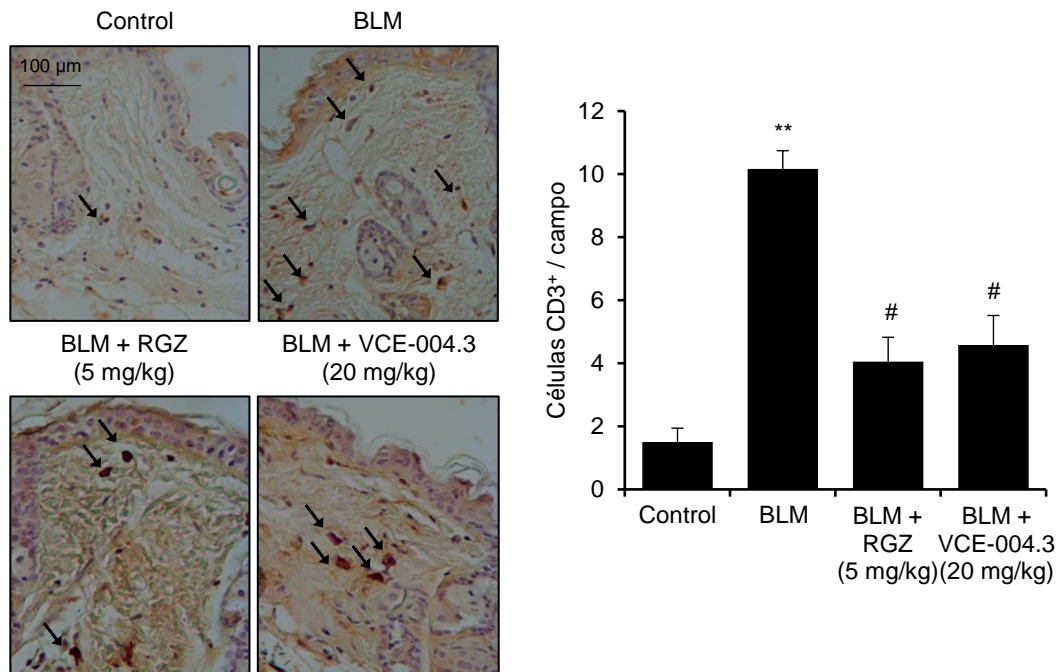 Control
BLM
100 µm
BLM + RGZ
(5 mg/kg)
BLM + VCE-004.3
(20 mg/kg)
Células CD3⁺ / campo
12
10
8
6
4
2
0
**
#
#
Control
BLM
BLM +
RGZ
(5 mg/kg)
BLM +
VCE-004.3
(20 mg/kg)